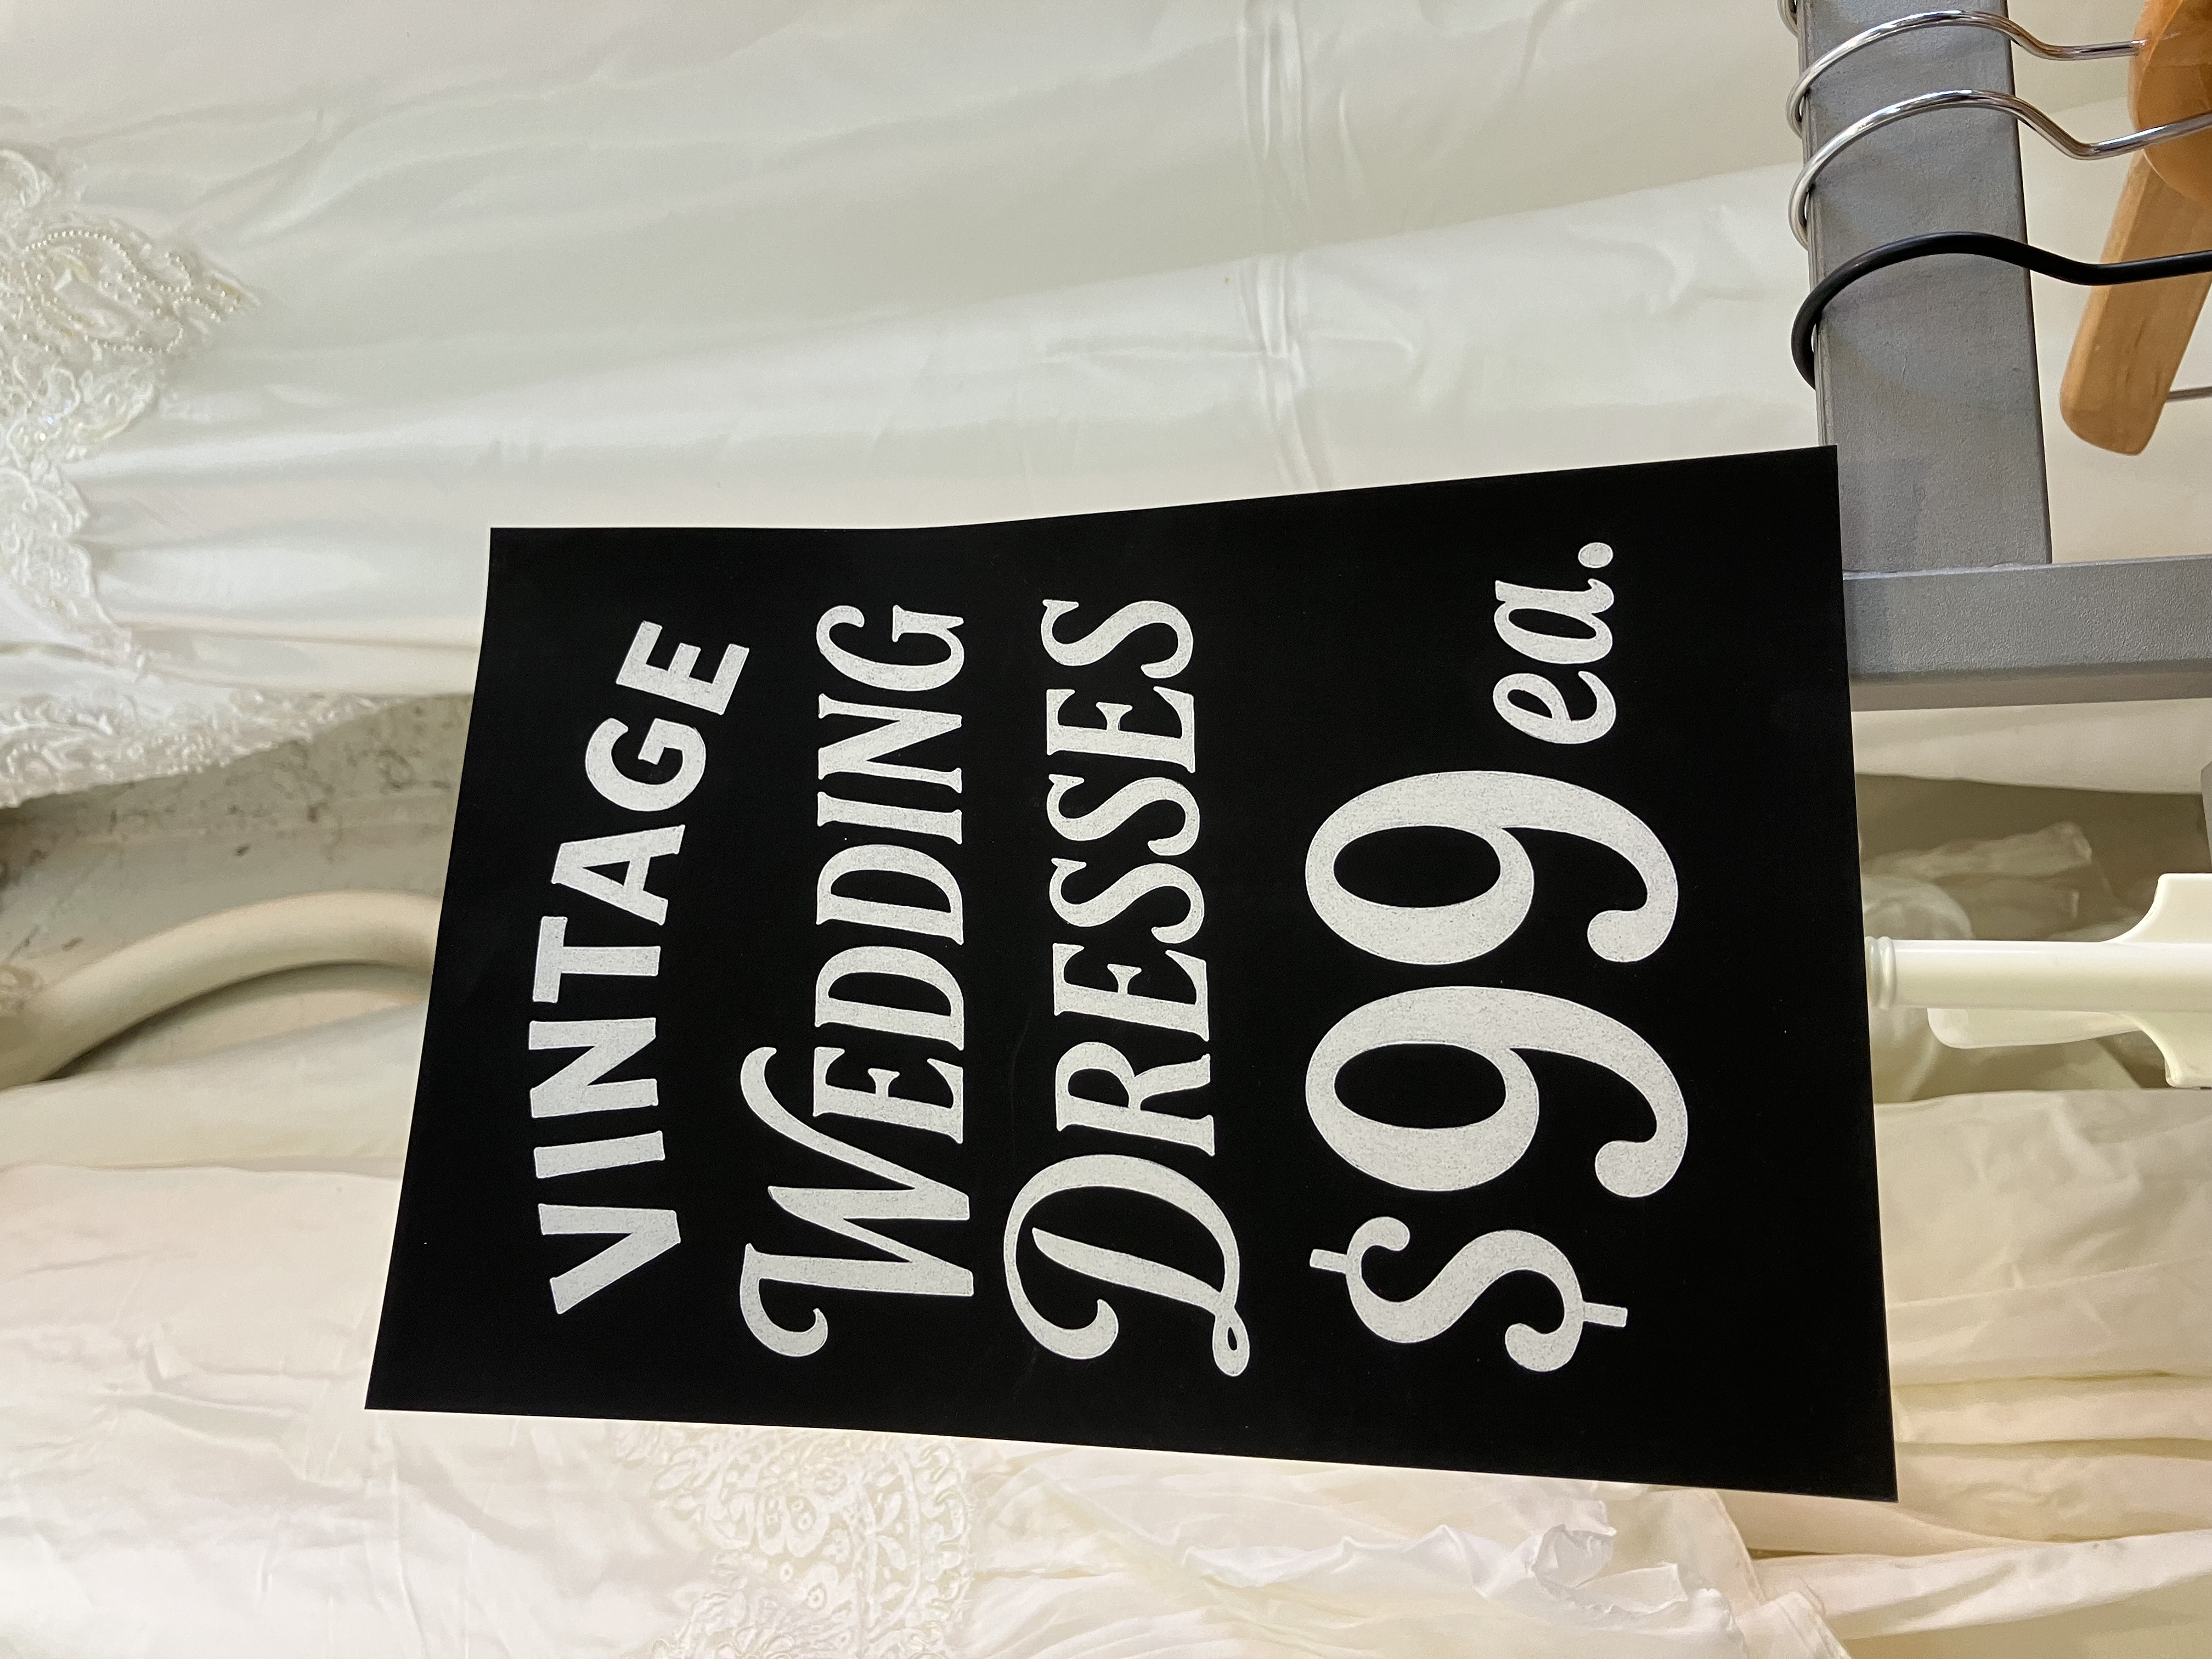 VINTAGE
WEDDING
DRESSES
$99 ea.